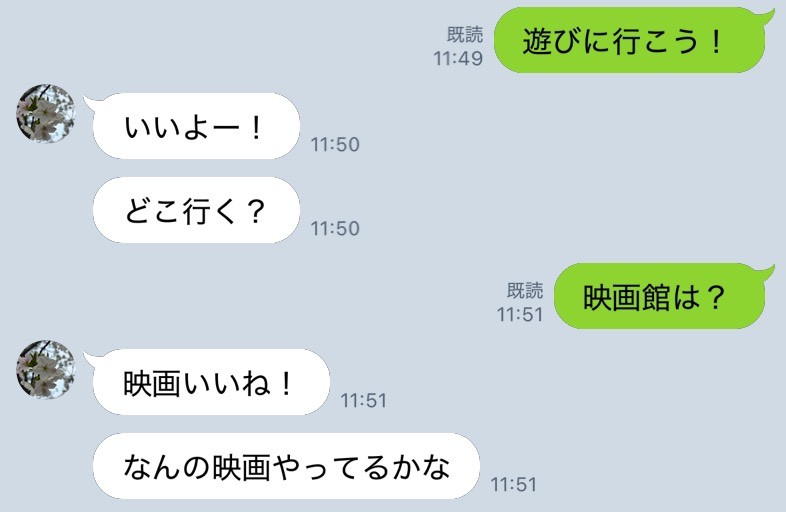 遊びに行こう！
既読
11:49
いいよー！
11:50
どこ行く？
11:50
映画館は？
既読
11:51
映画いいね！
11:51
なんの映画やってるかな
11:51